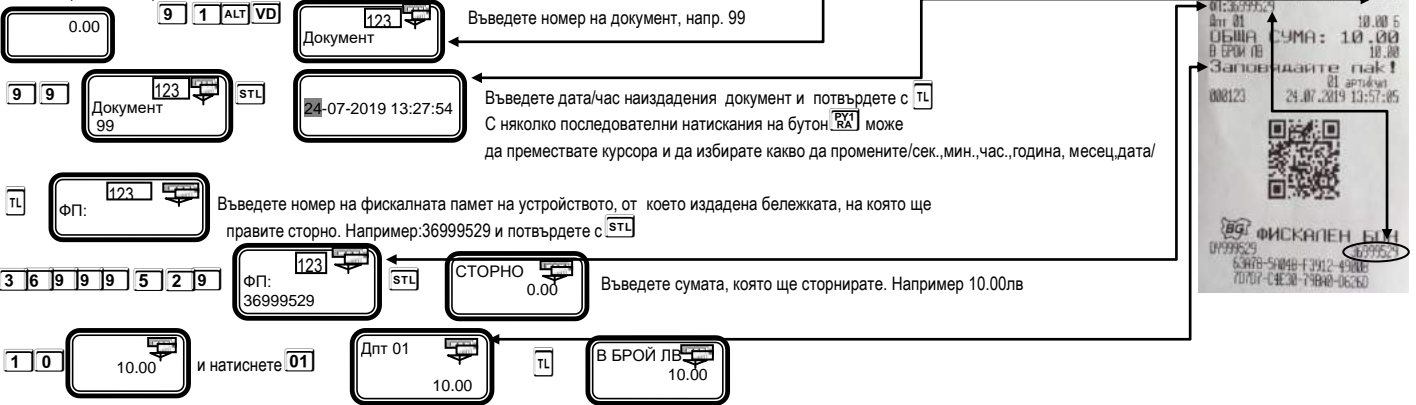 0.00
9 1 ALT VD
123
Документ
Въведете номер на документ, напр. 99
9 9
123
Документ
99
STL
24-07-2019 13:27:54
Въведете дата/час наиздадения документ и потвърдете с TL
С няколко последователни натискания на бутон PY1 RA може
да премествате курсора и да избирате какво да промените/сек.,мин.,час.,година, месец,дата/
TL
123
ФП:
Въведете номер на фискалната памет на устройството, от което издадена бележката, на която ще
правите сторно. Например:36999529 и потвърдете с STL
3 6 9 9 9 5 2 9
123
ФП:
36999529
STL
СТОРНО
0.00
Въведете сумата, която ще сторнирате. Например 10.00лв
1 0
10.00
и натиснете 01
Дпт 01
10.00
TL
В БРОЙ ЛВ
10.00
ФП:36999529
Дпт 01 10.00 Б
ОБЩА СУМА: 10.00
В БРОЙ ЛВ 10.00
Заповядайте пак!
01 артикул
000123 24.07.2019 13:57:05
BG ФИСКАЛЕН БОН
DY999529 36999529